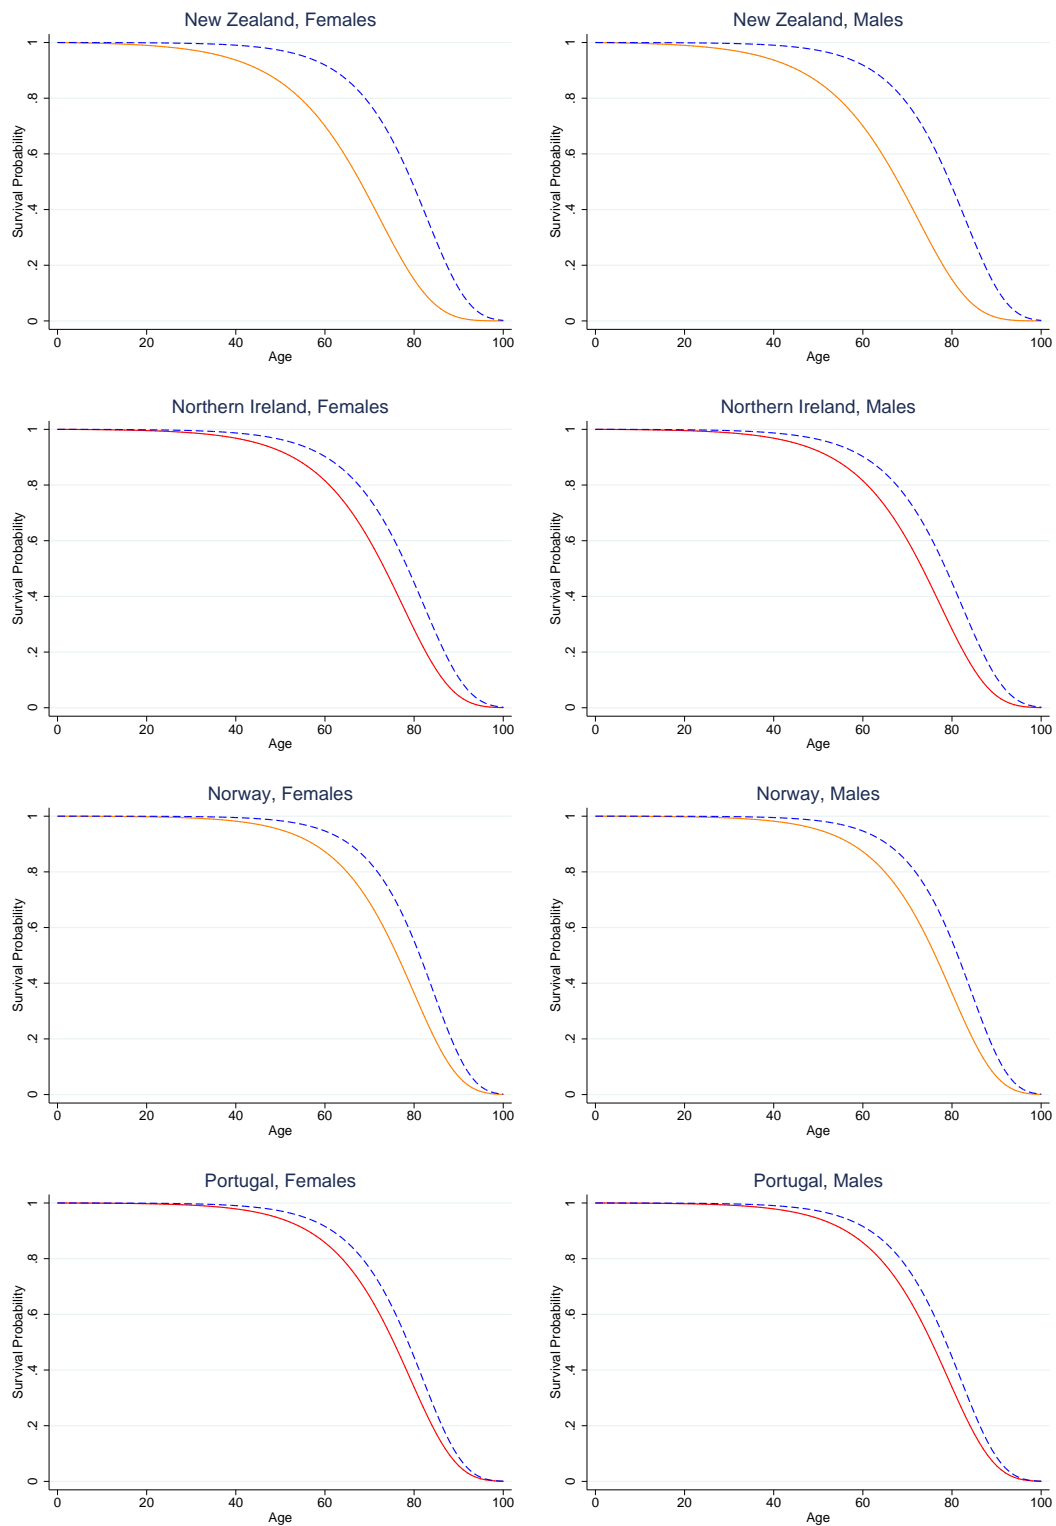 New Zealand, Females
New Zealand, Males
Survival Probability
0 .2 .4 .6 .8 1
0 20 40 60 80 100
Age
Survival Probability
0 .2 .4 .6 .8 1
0 20 40 60 80 100
Age
Northern Ireland, Females
Northern Ireland, Males
Survival Probability
0 .2 .4 .6 .8 1
0 20 40 60 80 100
Age
Survival Probability
0 .2 .4 .6 .8 1
0 20 40 60 80 100
Age
Norway, Females
Norway, Males
Survival Probability
0 .2 .4 .6 .8 1
0 20 40 60 80 100
Age
Survival Probability
0 .2 .4 .6 .8 1
0 20 40 60 80 100
Age
Portugal, Females
Portugal, Males
Survival Probability
0 .2 .4 .6 .8 1
0 20 40 60 80 100
Age
Survival Probability
0 .2 .4 .6 .8 1
0 20 40 60 80 100
Age